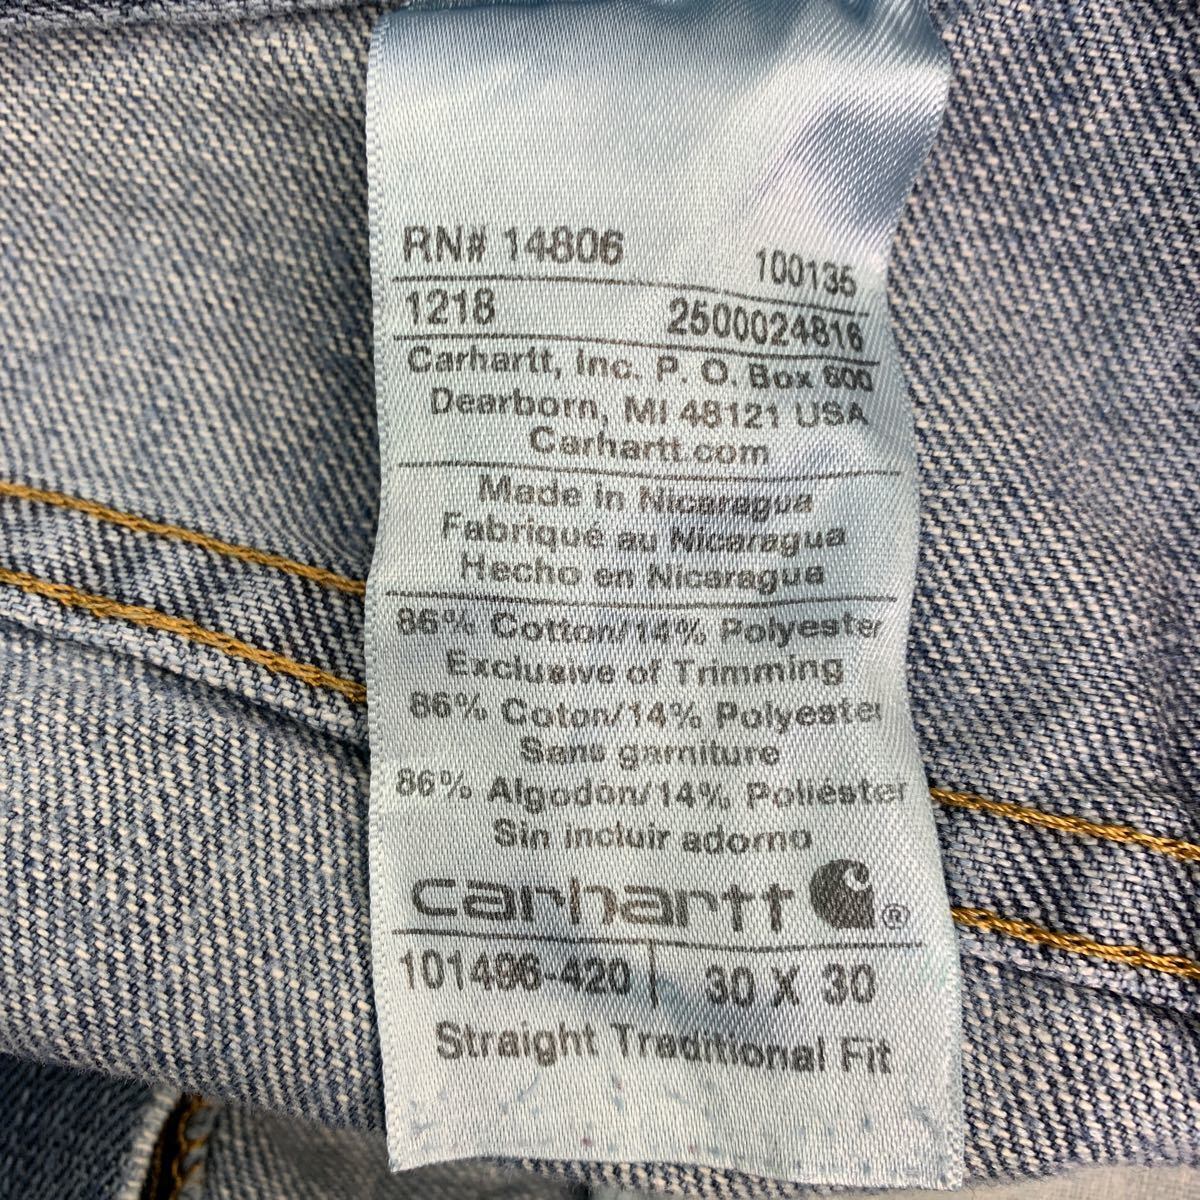 RN# 14806 100135
1218 2500024816
Carhartt, Inc. P. O. Box 600
Dearborn, MI 48121 USA
Carhartt.com
Made in Nicaragua
Fabriqué au Nicaragua
Hecho en Nicaragua
86% Cotton/14% Polyester
Exclusive of Trimming
86% Coton/14% Polyester
Sans garniture
86% Algodon/14% Poliéster
Sin incluir adorno
carhartt ®
101496-420 | 30 X 30
Straight Traditional Fit